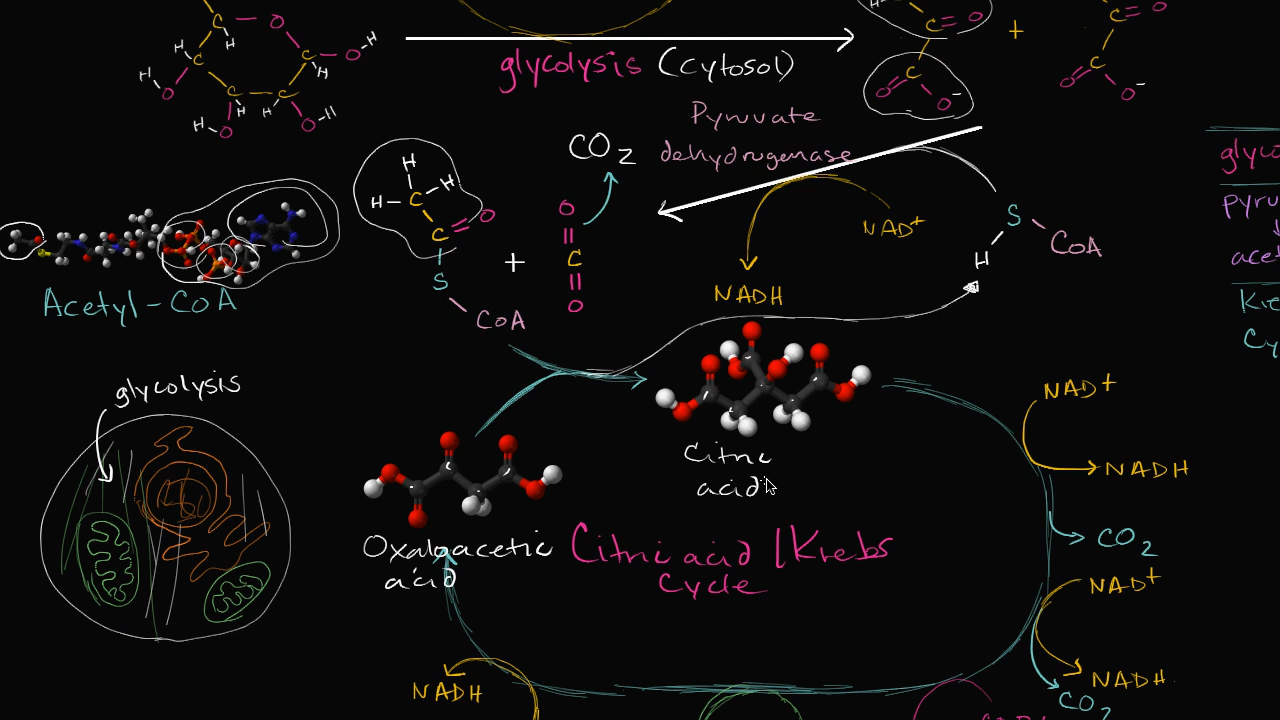 glycolysis (cytosol)
Pyruvate
dehydrogenase
CO2
NAD+
NADH
H
H
H
C
C
O
S
CoA
+
O
C
O
S
H
CoA
Acetyl-CoA
glycolysis
Citric
acid
Oxaloacetic
acid
Citric acid / Krebs
cycle
NAD+
NADH
CO2
NAD+
NADH
CO2
NADH
C
O
H
H
C
C
O
H
H
H
O
C
H
H
C
H
O
H
O
H
C
O
C
O
O
-
+
C
O
C
O
O
-